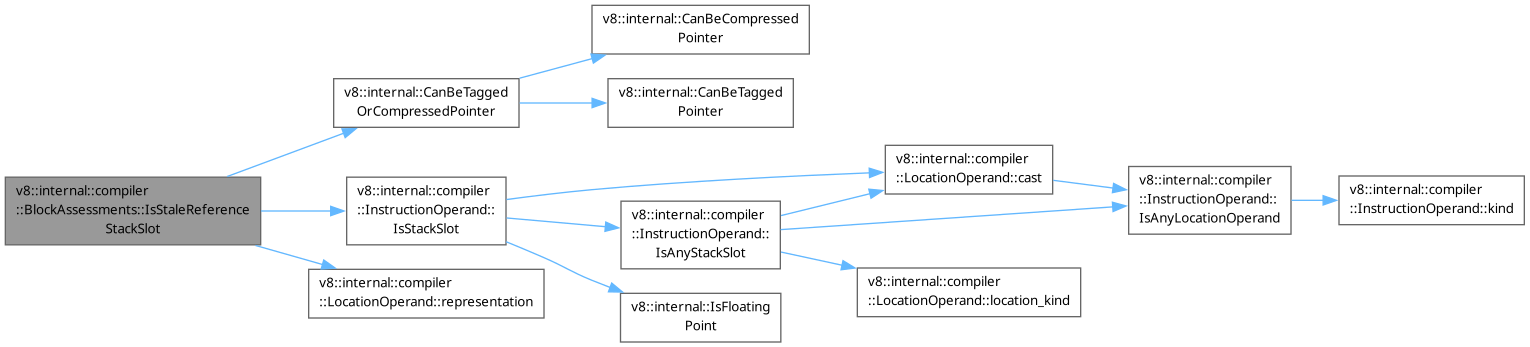 v8::internal::CanBeCompressed
Pointer
v8::internal::CanBeTagged
OrCompressedPointer
v8::internal::CanBeTagged
Pointer
v8::internal::compiler
::BlockAssessments::IsStaleReference
StackSlot
v8::internal::compiler
::InstructionOperand::
IsStackSlot
v8::internal::compiler
::LocationOperand::representation
v8::internal::compiler
::InstructionOperand::
IsAnyStackSlot
v8::internal::IsFloating
Point
v8::internal::compiler
::LocationOperand::cast
v8::internal::compiler
::LocationOperand::location_kind
v8::internal::compiler
::InstructionOperand::
IsAnyLocationOperand
v8::internal::compiler
::InstructionOperand::kind